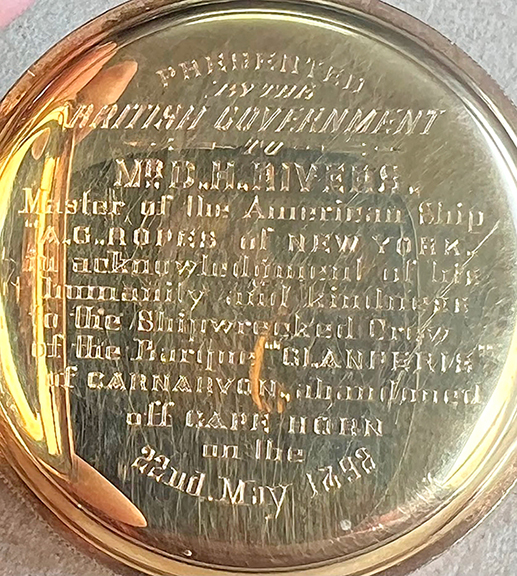 PRESENTED
BY THE
BRITISH GOVERNMENT
TO
Mr. D. H. RIVERS.
Master of the American Ship
"A.G. ROPES of NEW YORK.
in acknowledgment of his
humanity and kindness
to the Shipwrecked Crew
of the Barque "GLANPERIS"
of CARNARVON, abandoned
off CAPE HORN
on the
22nd. May